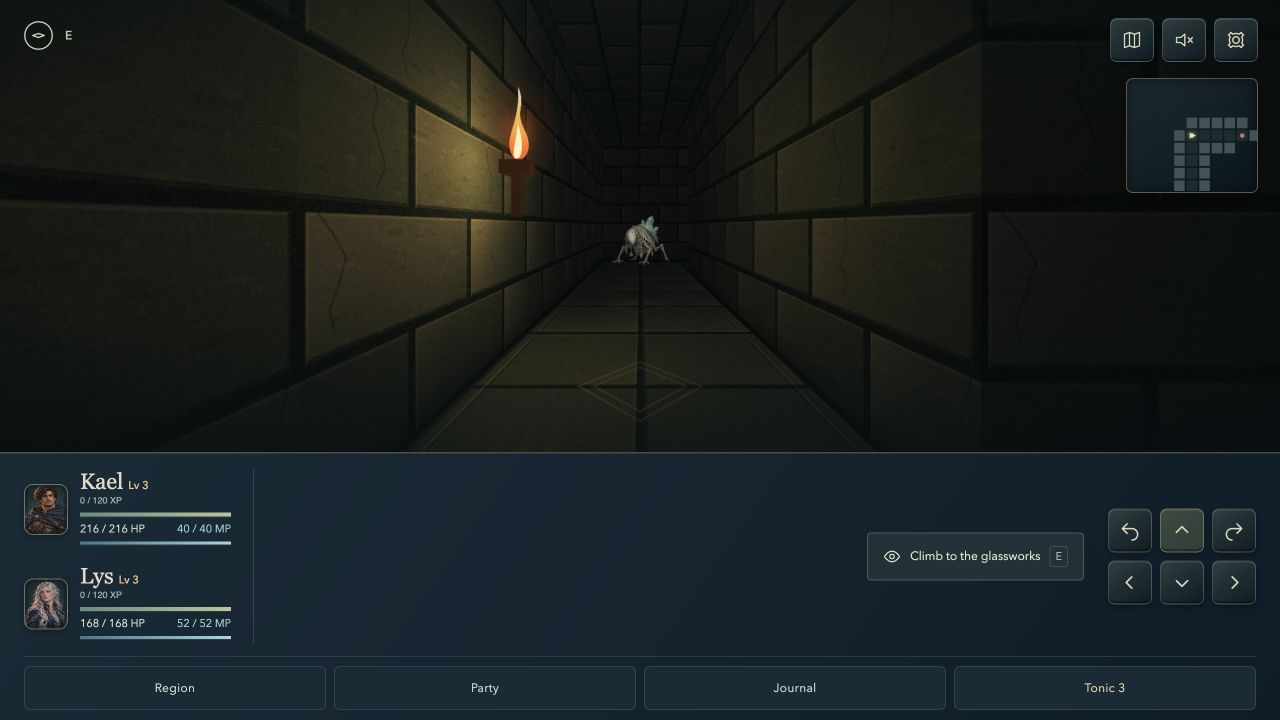 E
Kael Lv 3
0 / 120 XP
216 / 216 HP 40 / 40 MP
Lys Lv 3
0 / 120 XP
168 / 168 HP 52 / 52 MP
Climb to the glassworks E
Region Party Journal Tonic 3